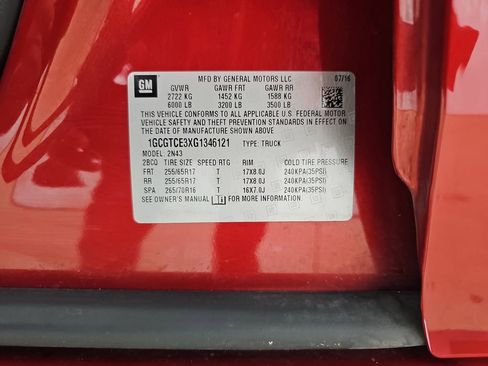 GM
MFD BY GENERAL MOTORS LLC 07/16
GVWR GAWR FRT GAWR RR
2722 KG 1452 KG 1588 KG
6000 LB 3200 LB 3500 LB
THIS VEHICLE CONFORMS TO ALL APPLICABLE U.S. FEDERAL MOTOR
VEHICLE SAFETY AND THEFT PREVENTION STANDARDS IN EFFECT ON
THE DATE OF MANUFACTURE SHOWN ABOVE.
1GCGTCE3XG1346121 TYPE: TRUCK
MODEL: 2N43
2BCQ TIRE SIZE SPEED RTG RIM COLD TIRE PRESSURE
FRT 255/65R17 T 17X8.0J 240KPA(35PSI)
RR 255/65R17 T 17X8.0J 240KPA(35PSI)
SPA 265/70R16 T 16X7.0J 240KPA(35PSI)
SEE OWNER'S MANUAL FOR MORE INFORMATION.